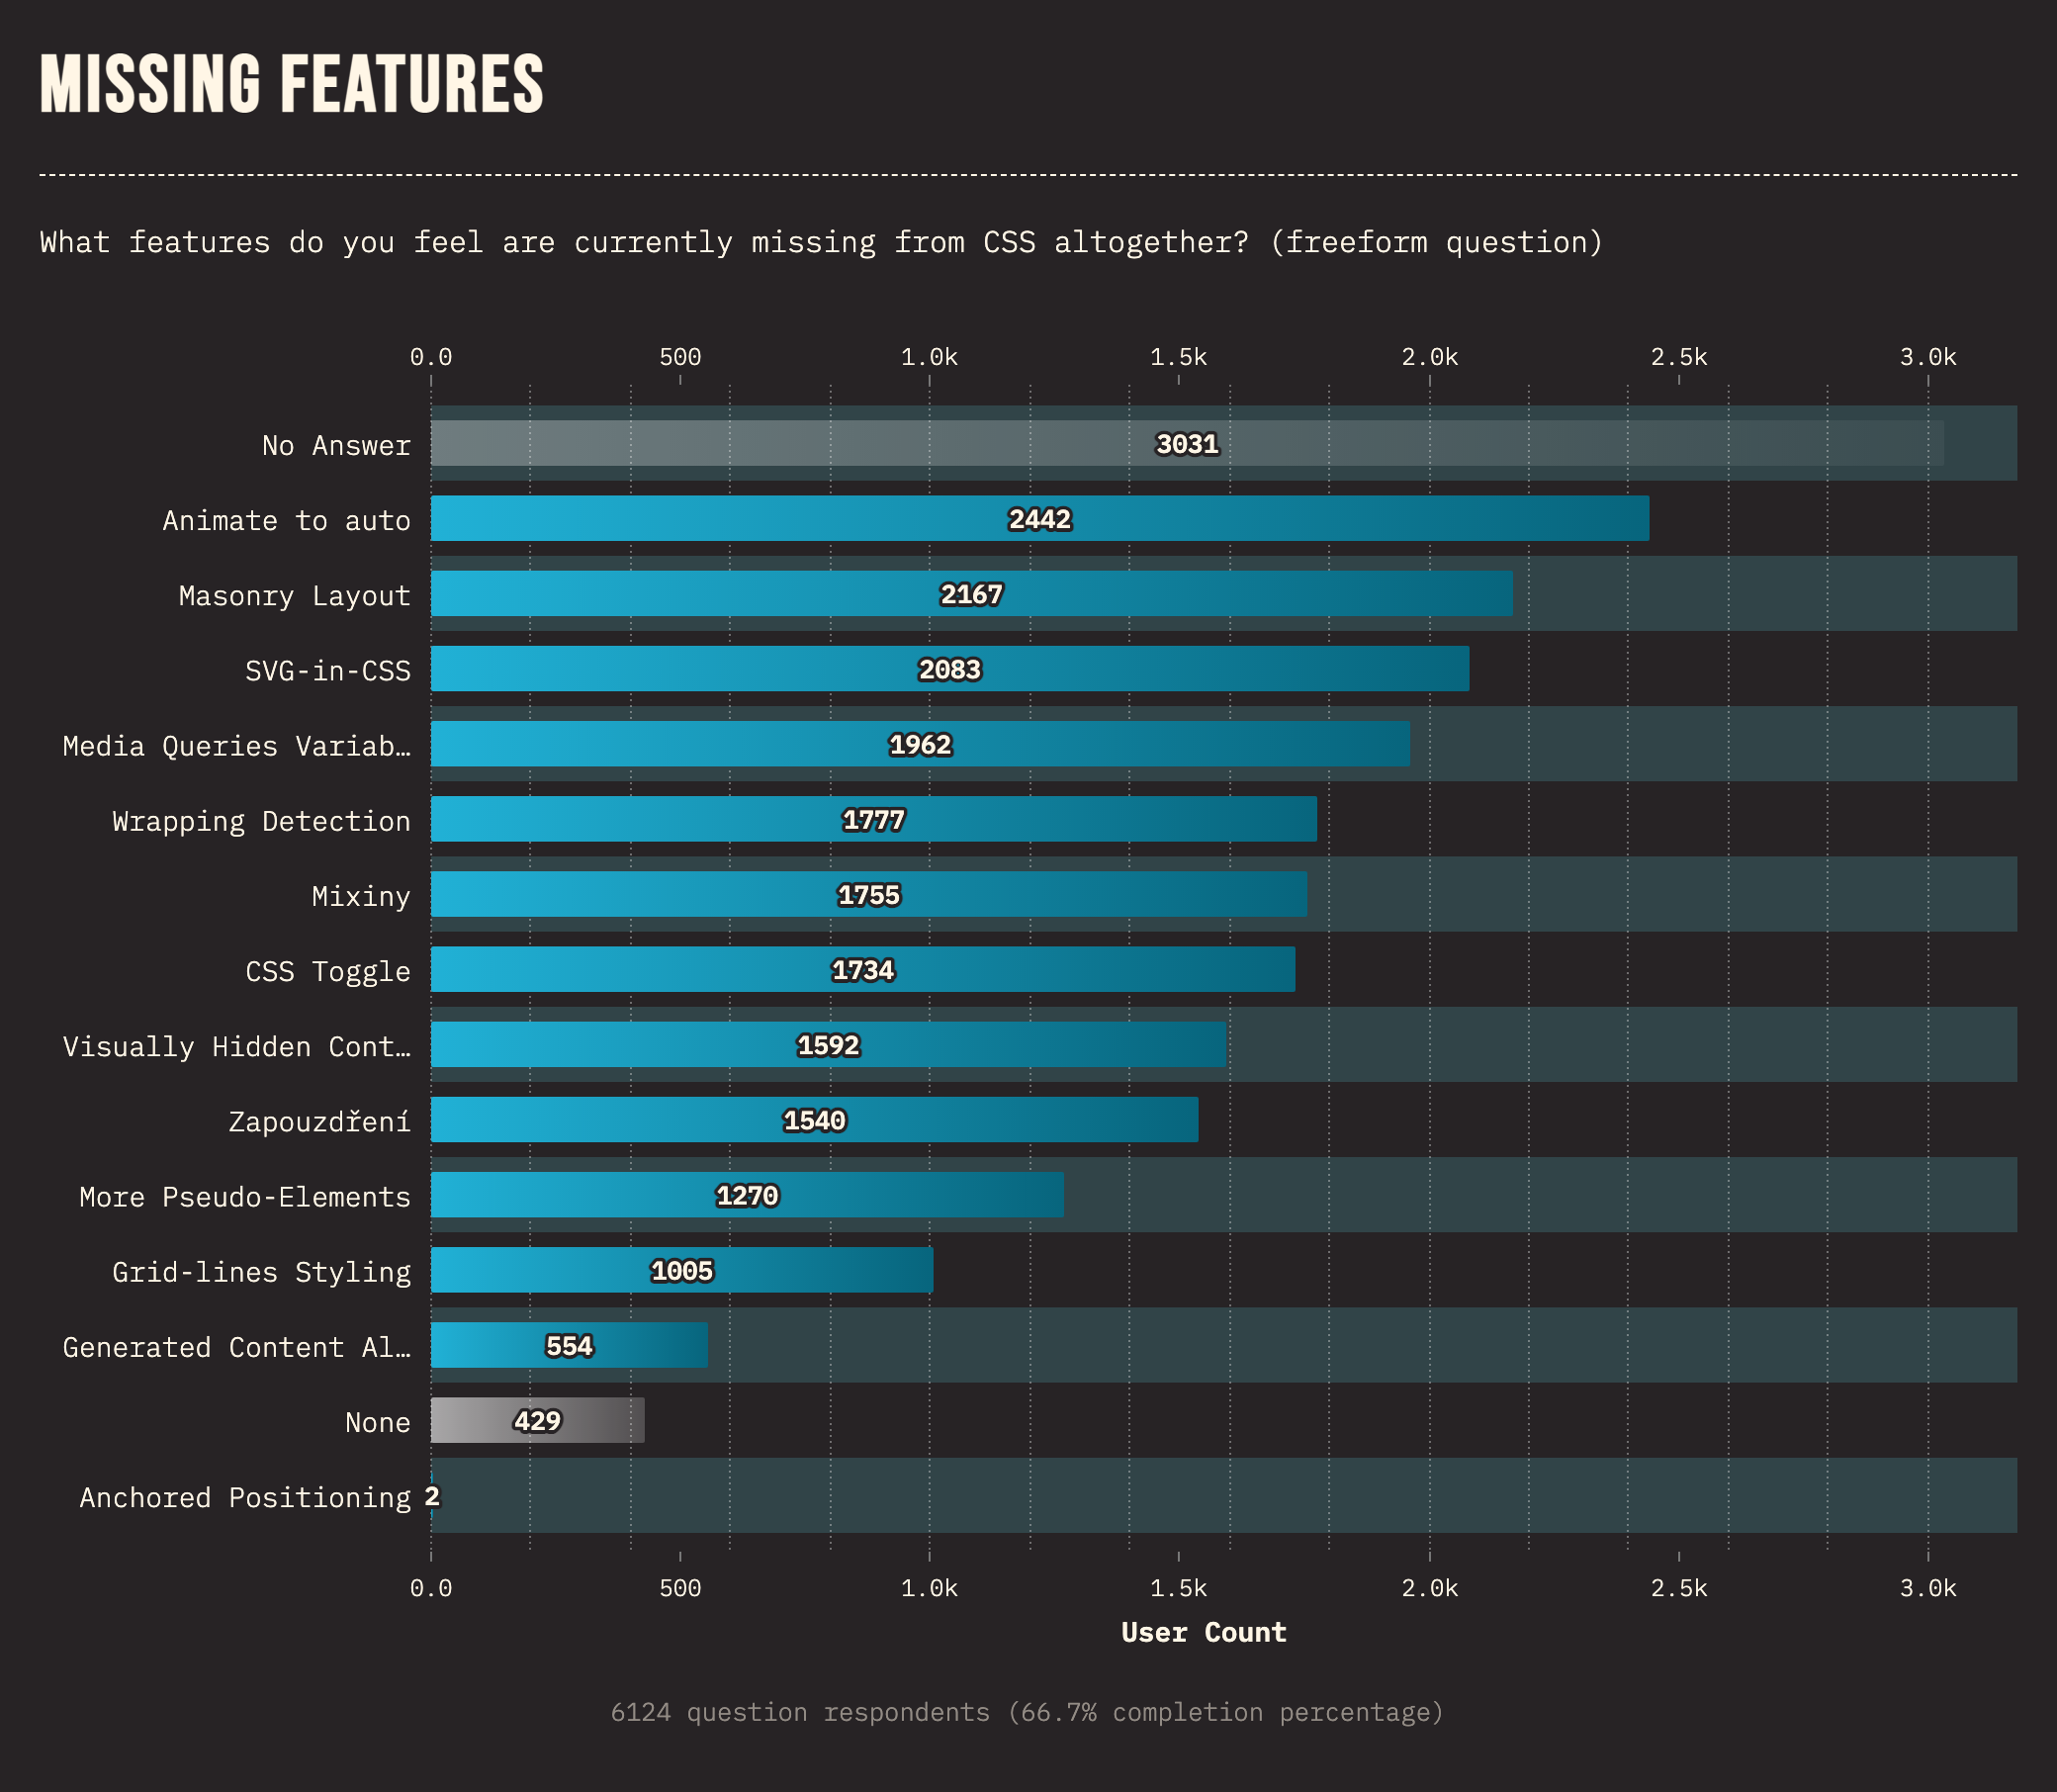 MISSING FEATURES
What features do you feel are currently missing from CSS altogether? (freeform question)
0.0 500 1.0k 1.5k 2.0k 2.5k 3.0k
No Answer 3031
Animate to auto 2442
Masonry Layout 2167
SVG-in-CSS 2083
Media Queries Variab… 1962
Wrapping Detection 1777
Mixiny 1755
CSS Toggle 1734
Visually Hidden Cont… 1592
Zapouzdření 1540
More Pseudo-Elements 1270
Grid-lines Styling 1005
Generated Content Al… 554
None 429
Anchored Positioning 2
0.0 500 1.0k 1.5k 2.0k 2.5k 3.0k
User Count
6124 question respondents (66.7% completion percentage)